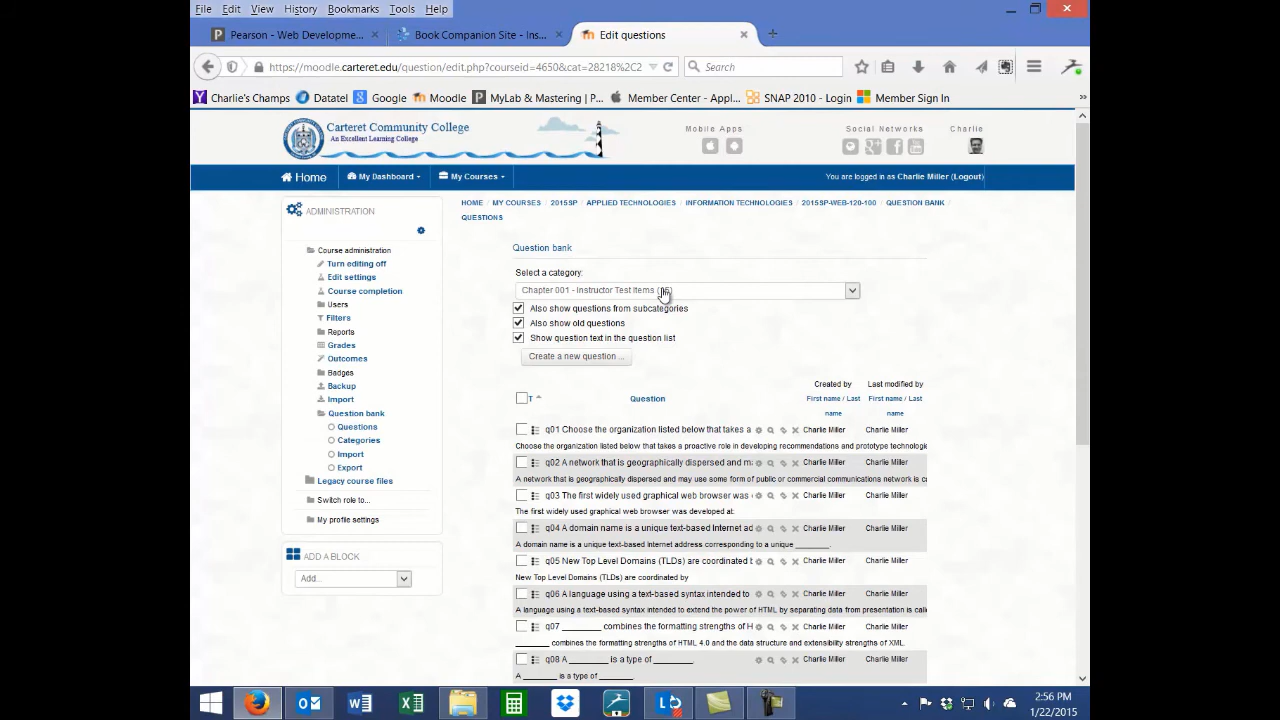 File Edit View History Bookmarks Tools Help
Pearson - Web Developme...
Book Companion Site - Ins...
Edit questions
https://moodle.carteret.edu/question/edit.php?courseid=4650&cat=28218%2C2
Search
Charlie's Champs
Datatel
Google
Moodle
MyLab & Mastering | P...
Member Center - Appl...
SNAP 2010 - Login
Member Sign In
Carteret Community College
An Excellent Learning College
Mobile Apps
Social Networks
Charlie
Home
My Dashboard
My Courses
You are logged in as Charlie Miller (Logout)
ADMINISTRATION
Course administration
Turn editing off
Edit settings
Course completion
Users
Filters
Reports
Grades
Outcomes
Badges
Backup
Import
Question bank
Questions
Categories
Import
Export
Legacy course files
Switch role to...
My profile settings
ADD A BLOCK
Add...
HOME MY COURSES 2015SP APPLIED TECHNOLOGIES INFORMATION TECHNOLOGIES 2015SP-WEB-120-100 QUESTION BANK
QUESTIONS
Question bank
Select a category:
Chapter 001 - Instructor Test Items
Also show questions from subcategories
Also show old questions
Show question text in the question list
Create a new question ...
T Question
Created by
First name / Last name
Last modified by
First name / Last name
q01 Choose the organization listed below that takes a Charlie Miller Charlie Miller
Choose the organization listed below that takes a proactive role in developing recommendations and prototype technologie
q02 A network that is geographically dispersed and m Charlie Miller Charlie Miller
A network that is geographically dispersed and may use some form of public or commercial communications network is c
q03 The first widely used graphical web browser was Charlie Miller Charlie Miller
The first widely used graphical web browser was developed at:
q04 A domain name is a unique text-based Internet ad Charlie Miller Charlie Miller
A domain name is a unique text-based Internet address corresponding to a unique ________.
q05 New Top Level Domains (TLDs) are coordinated b Charlie Miller Charlie Miller
New Top Level Domains (TLDs) are coordinated by
q06 A language using a text-based syntax intended to Charlie Miller Charlie Miller
A language using a text-based syntax intended to extend the power of HTML by separating data from presentation is calle
q07 ________ combines the formatting strengths of H Charlie Miller Charlie Miller
________ combines the formatting strengths of HTML 4.0 and the data structure and extensibility strengths of XML.
q08 A ________ is a type of ________. Charlie Miller Charlie Miller
A ________ is a type of ________.
2:56 PM
1/22/2015